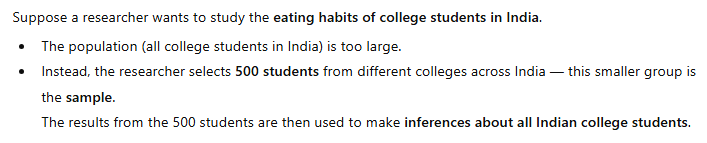 Suppose a researcher wants to study the eating habits of college students in India.
• The population (all college students in India) is too large.
• Instead, the researcher selects 500 students from different colleges across India — this smaller group is
the sample.
The results from the 500 students are then used to make inferences about all Indian college students.